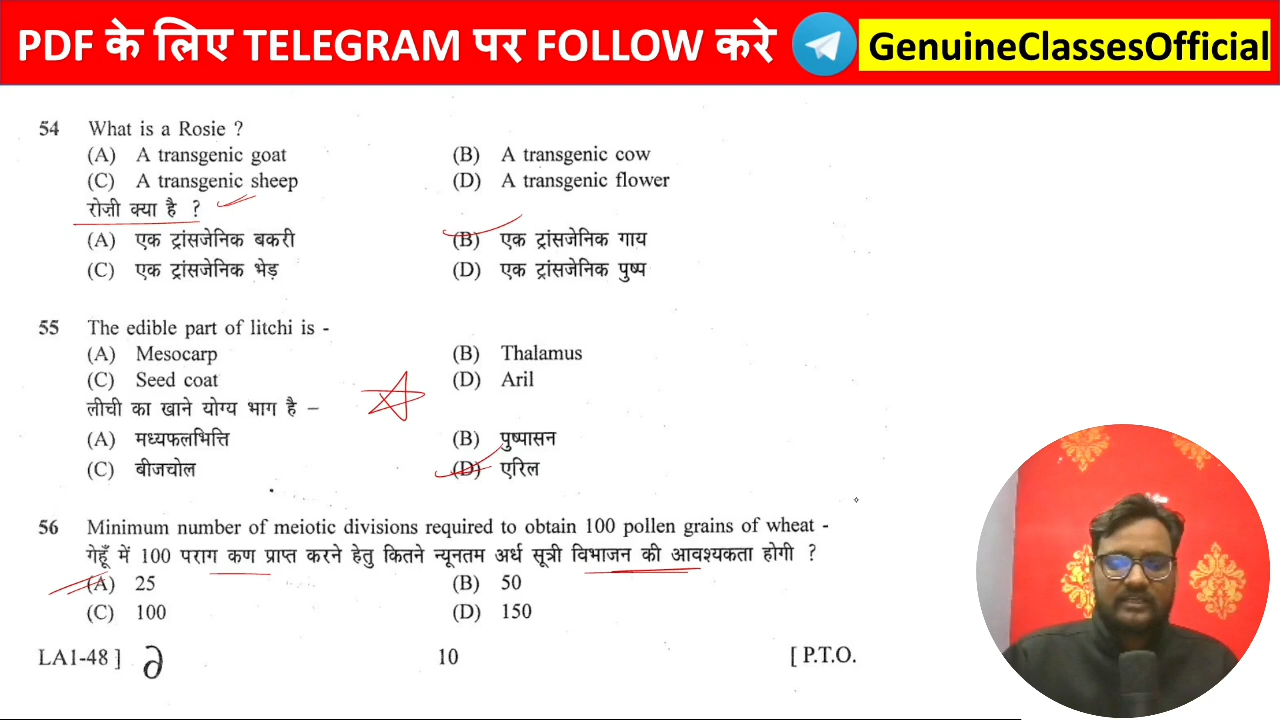 PDF के लिए TELEGRAM पर FOLLOW करे GenuineClassesOfficial
54 What is a Rosie ?
(A) A transgenic goat (B) A transgenic cow
(C) A transgenic sheep (D) A transgenic flower
रोज़ी क्या है ?
(A) एक ट्रांसजेनिक बकरी (B) एक ट्रांसजेनिक गाय
(C) एक ट्रांसजेनिक भेड़ (D) एक ट्रांसजेनिक पुष्प
55 The edible part of litchi is -
(A) Mesocarp (B) Thalamus
(C) Seed coat (D) Aril
लीची का खाने योग्य भाग है –
(A) मध्यफलभित्ति (B) पुष्पासन
(C) बीजचोल (D) एरिल
56 Minimum number of meiotic divisions required to obtain 100 pollen grains of wheat -
गेहूँ में 100 पराग कण प्राप्त करने हेतु कितने न्यूनतम अर्ध सूत्री विभाजन की आवश्यकता होगी ?
(A) 25 (B) 50
(C) 100 (D) 150
LA1-48 ] 10 [ P.T.O.